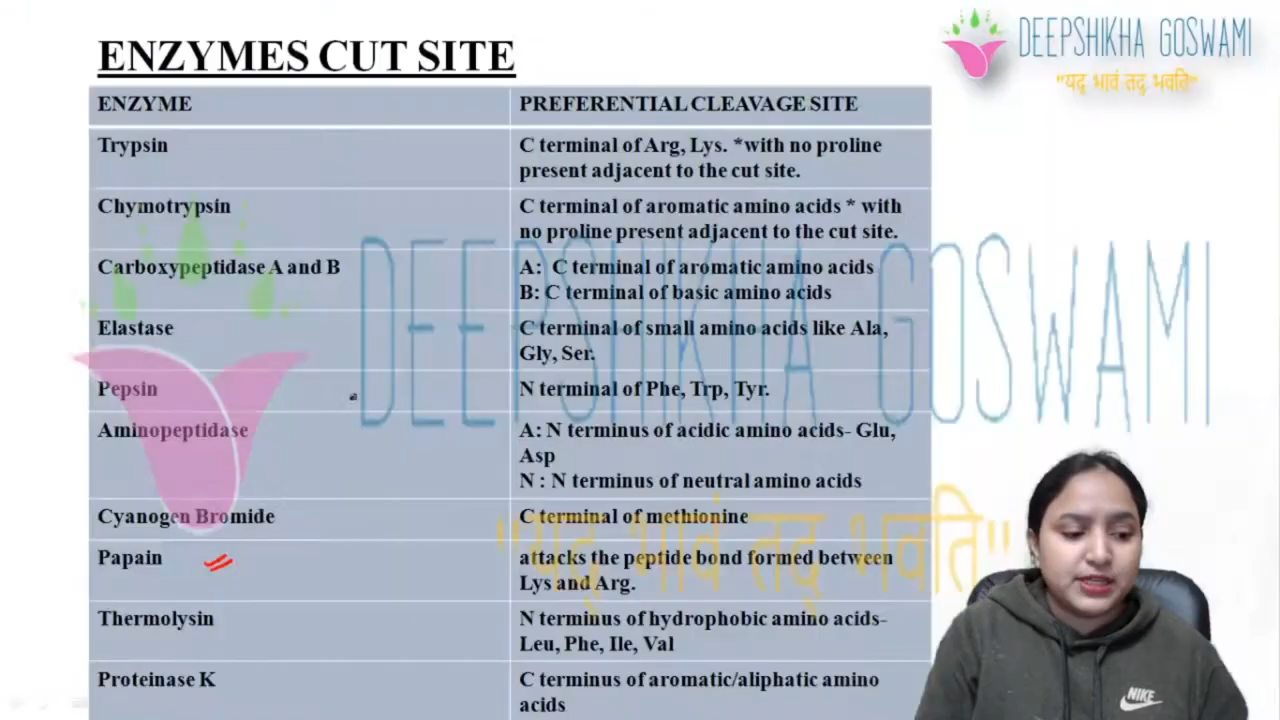 ENZYMES CUT SITE
DEEPSHIKHA GOSWAMI
"यद् भावं तद् भवति"
ENZYME
PREFERENTIAL CLEAVAGE SITE
Trypsin
C terminal of Arg, Lys. *with no proline
present adjacent to the cut site.
Chymotrypsin
C terminal of aromatic amino acids * with
no proline present adjacent to the cut site.
Carboxypeptidase A and B
A: C terminal of aromatic amino acids
B: C terminal of basic amino acids
Elastase
C terminal of small amino acids like Ala,
Gly, Ser.
Pepsin
N terminal of Phe, Trp, Tyr.
Aminopeptidase
A: N terminus of acidic amino acids- Glu,
Asp
N : N terminus of neutral amino acids
Cyanogen Bromide
C terminal of methionine
Papain
attacks the peptide bond formed between
Lys and Arg.
Thermolysin
N terminus of hydrophobic amino acids-
Leu, Phe, Ile, Val
Proteinase K
C terminus of aromatic/aliphatic amino
acids
DEEPSHIKHA GOSWAMI
"यद् भावं तद् भवति"
NIKE